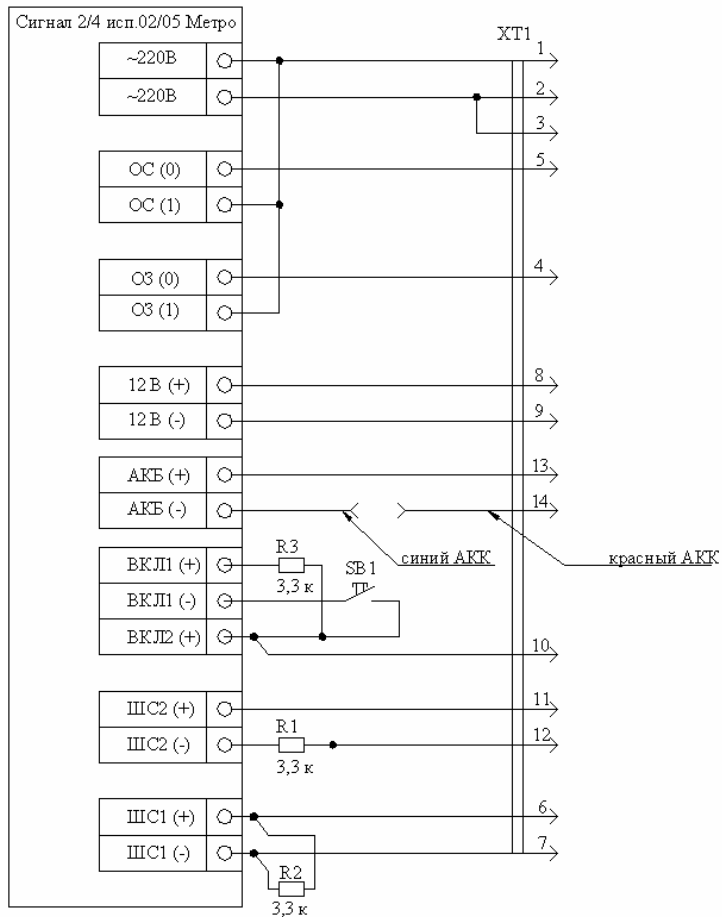 Сигнал 2/4 исп.02/05 Метро
XT1
~220В
1
~220В
2
3
ОС (0)
5
ОС (1)
ОЗ (0)
4
ОЗ (1)
12 В (+)
8
12 В (-)
9
АКБ (+)
13
АКБ (-)
14
синий АКК
красный АКК
ВКЛ1 (+)
R3
3,3 к
SB1
ВКЛ1 (-)
ВКЛ2 (+)
10
ШС2 (+)
11
ШС2 (-)
R1
3,3 к
12
ШС1 (+)
6
ШС1 (-)
7
R2
3,3 к